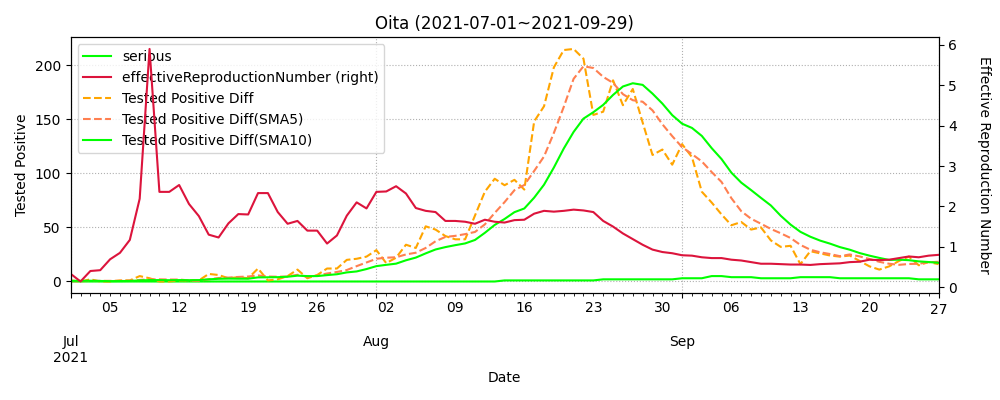 Oita (2021-07-01~2021-09-29)
serious
effectiveReproductionNumber (right)
Tested Positive Diff
Tested Positive Diff(SMA5)
Tested Positive Diff(SMA10)
200
150
100
50
0
Tested Positive
6
5
4
3
2
1
0
Effective Reproduction Number
05 12 19 26 02 09 16 23 30 06 13 20 27
Jul Aug Sep
2021
Date